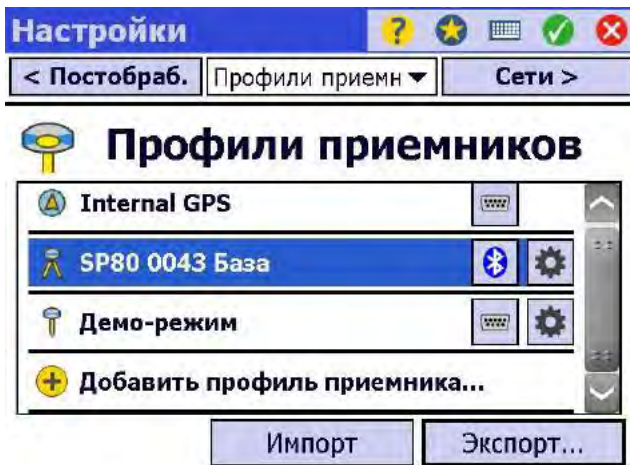 Настройки
< Постобраб. Профили приемн Сети >
Профили приемников
Internal GPS
SP80 0043 База
Демо-режим
Добавить профиль приемника...
Импорт Экспорт...